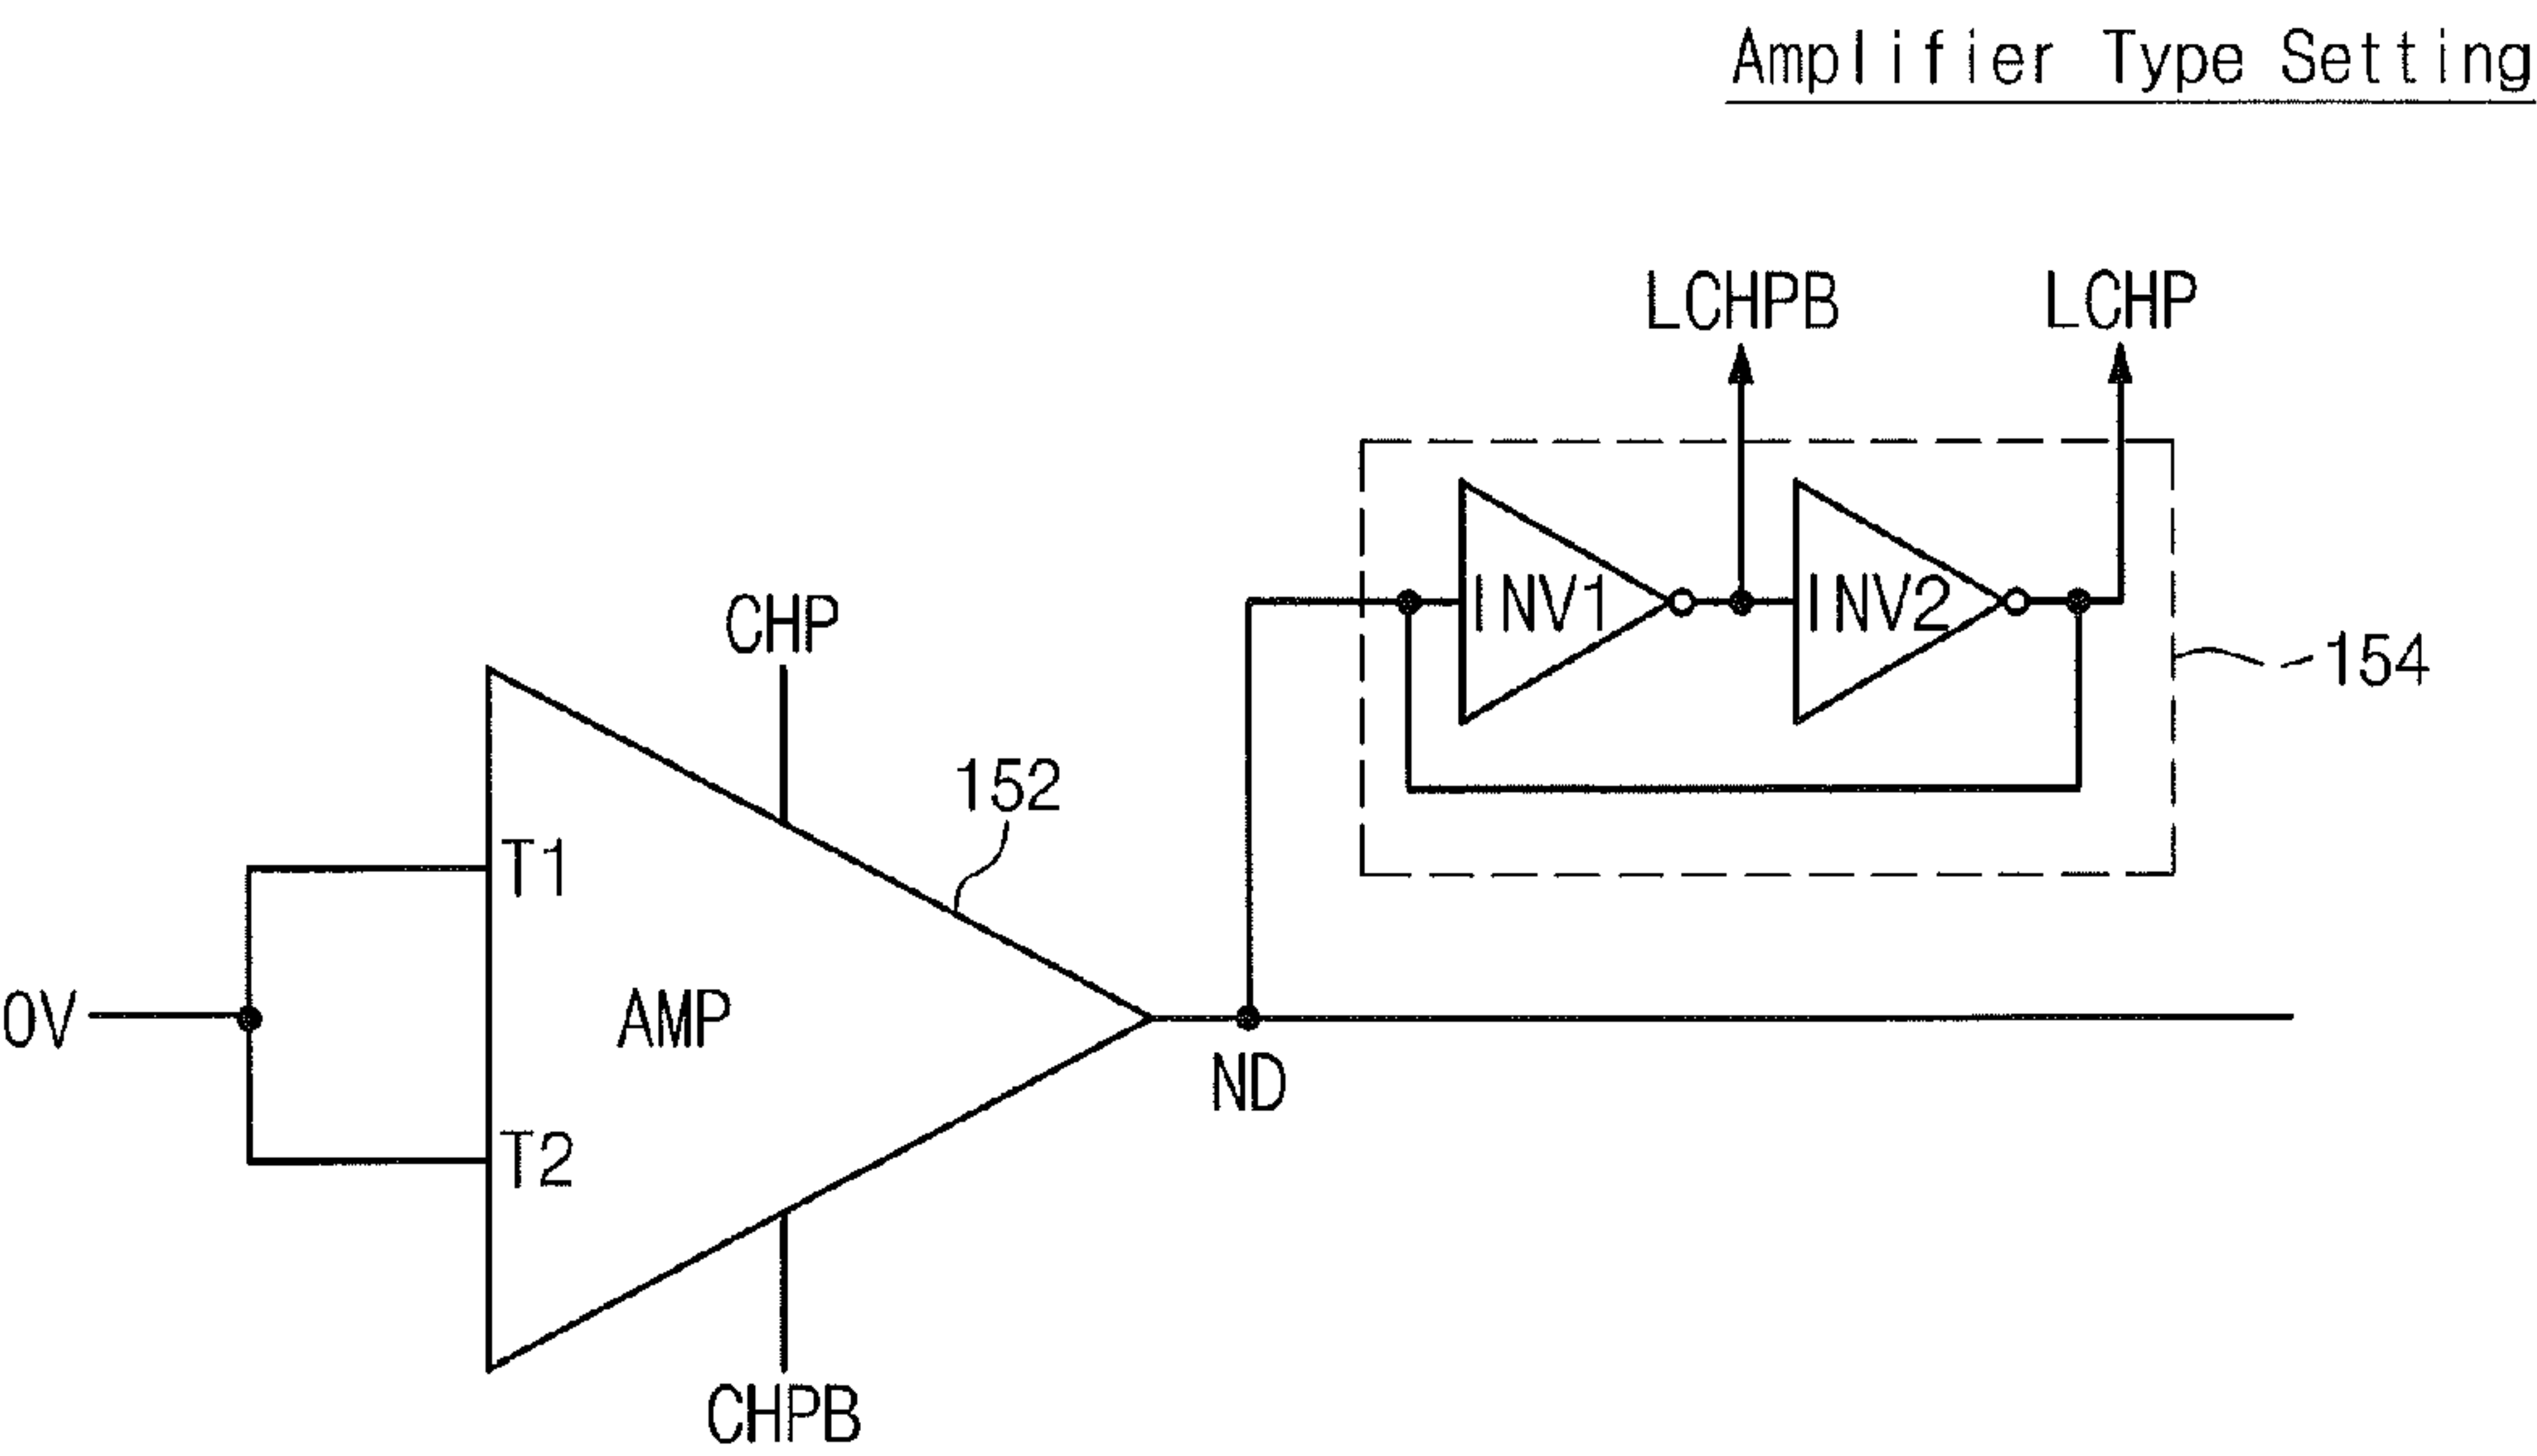 Amplifier Type Setting
LCHPB
LCHP
INV1
INV2
154
CHP
152
T1
0V
AMP
ND
T2
CHPB